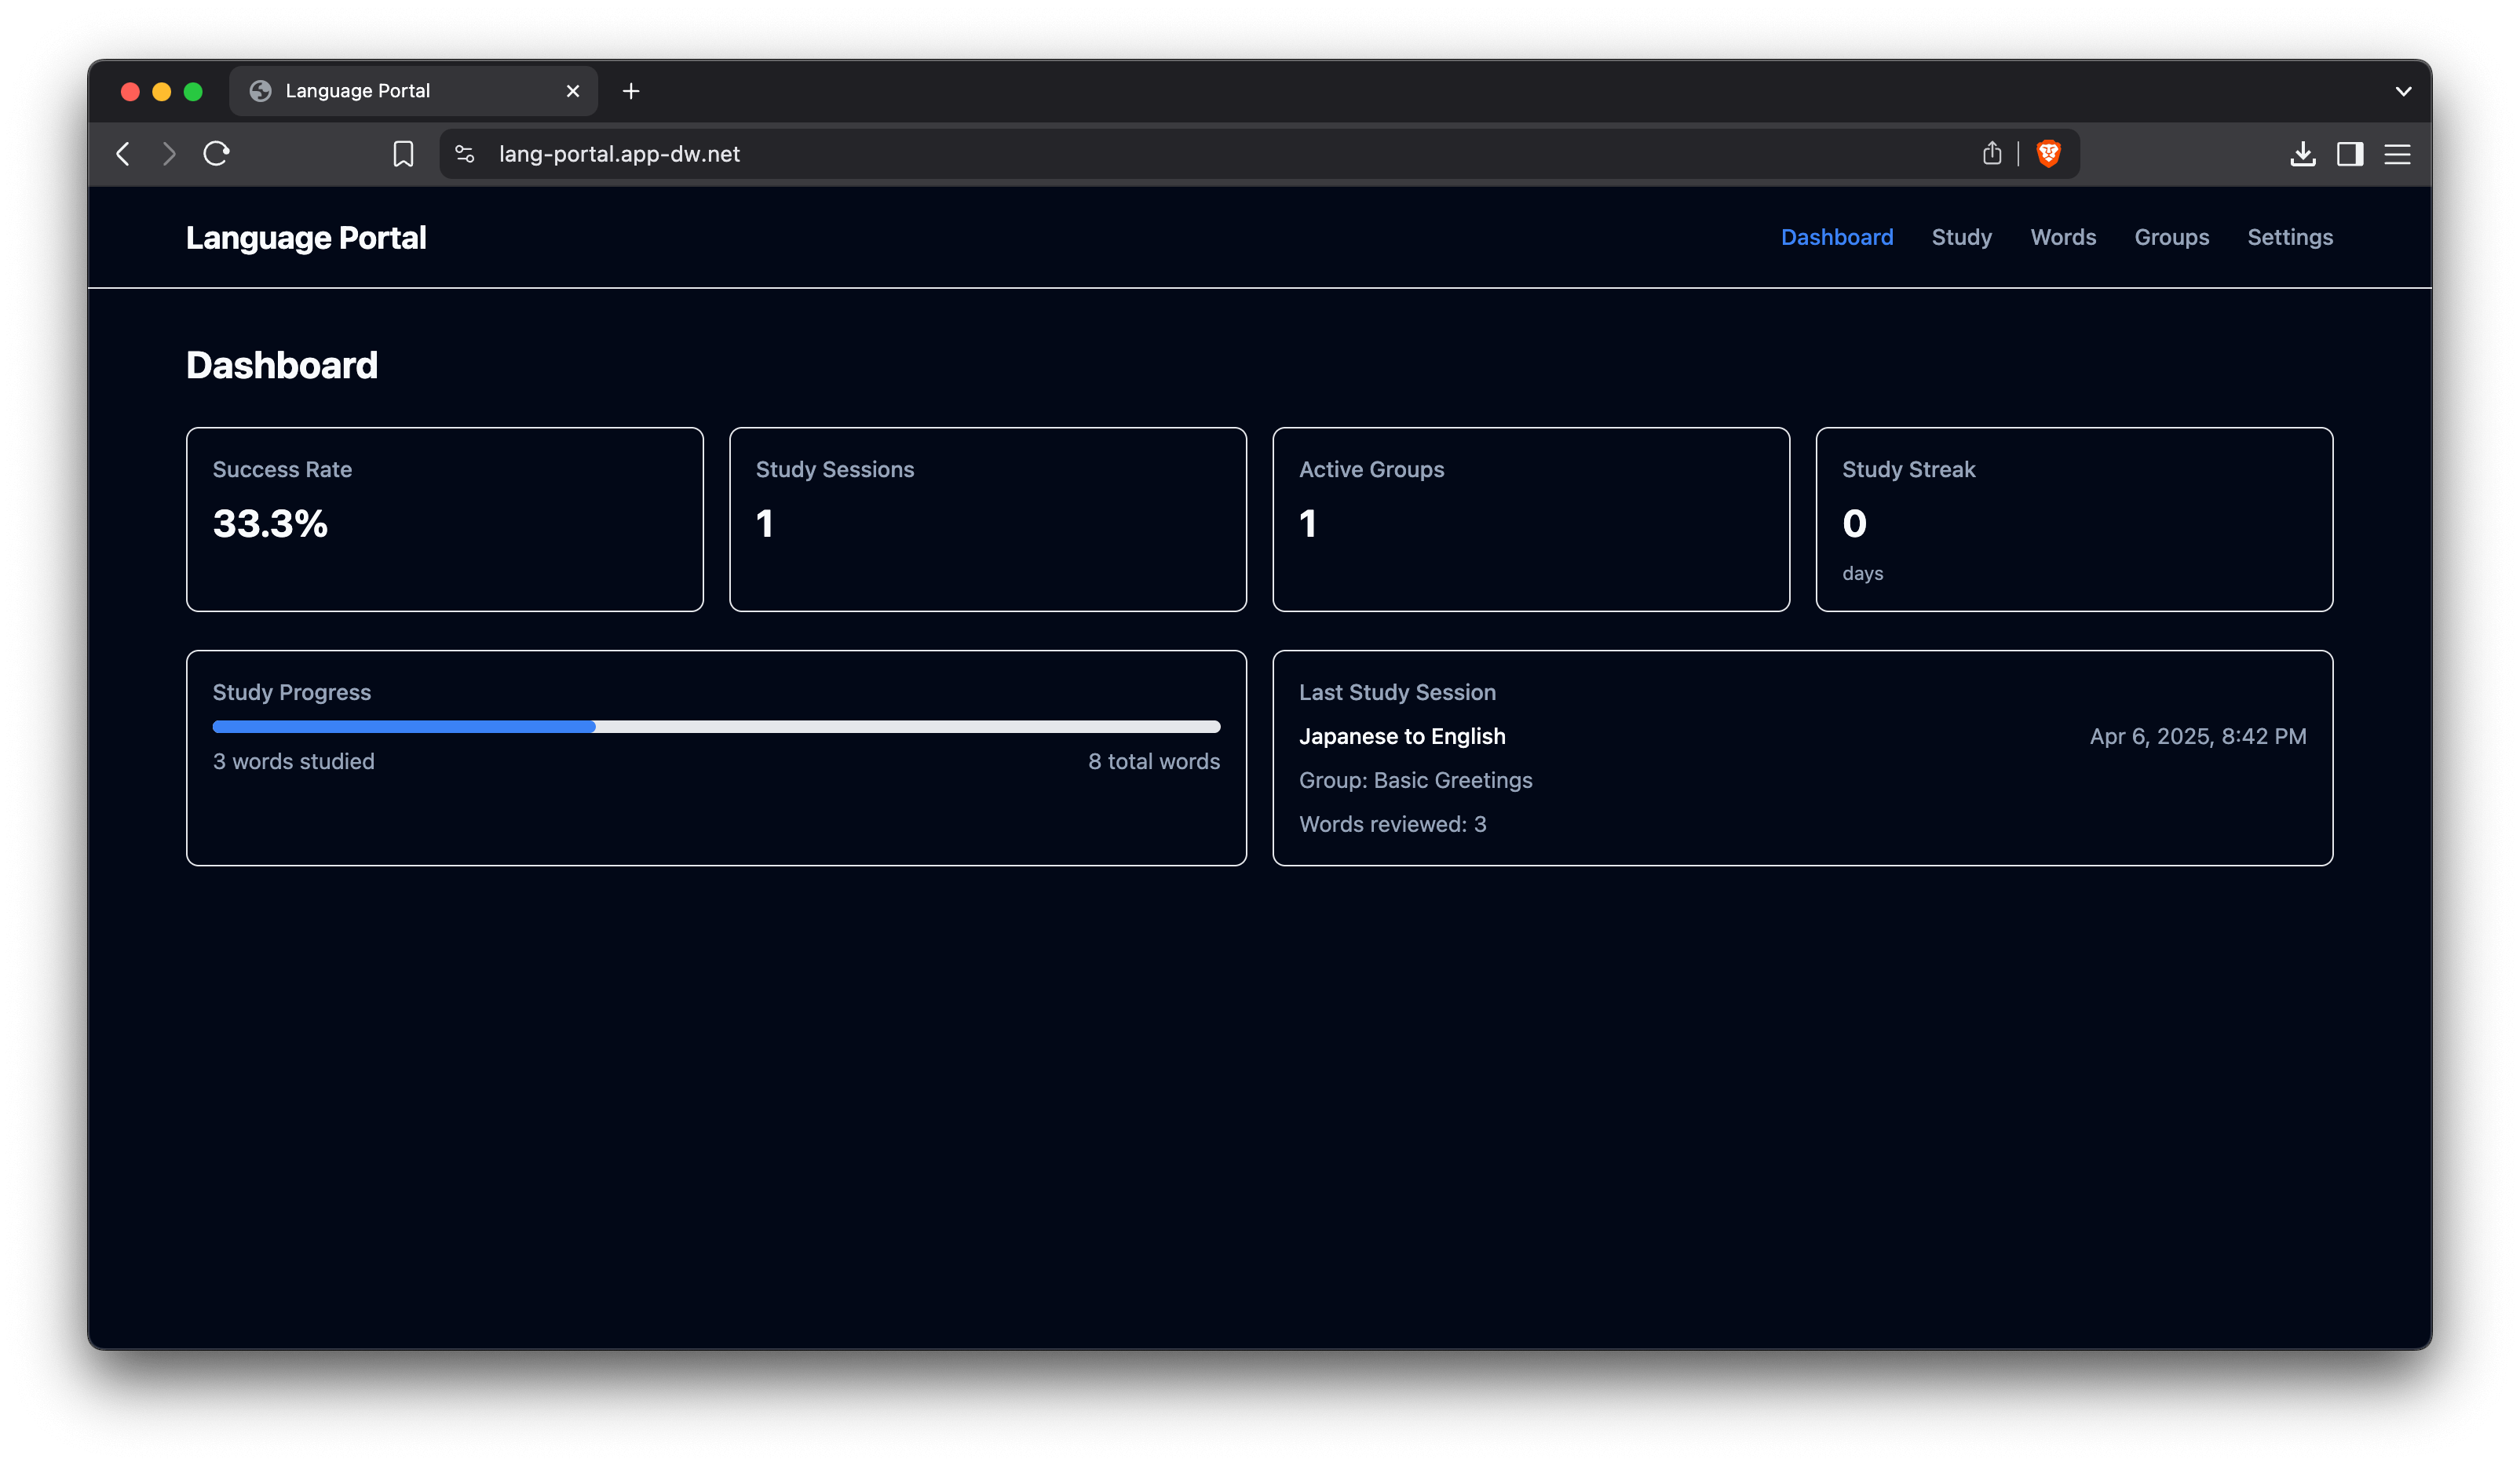 Language Portal
lang-portal.app-dw.net
Language Portal
Dashboard Study Words Groups Settings
Dashboard
Success Rate
33.3%
Study Sessions
1
Active Groups
1
Study Streak
0
days
Study Progress
3 words studied
8 total words
Last Study Session
Japanese to English
Apr 6, 2025, 8:42 PM
Group: Basic Greetings
Words reviewed: 3